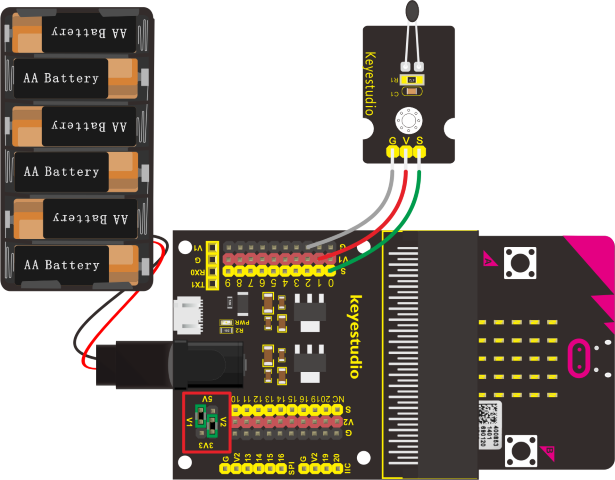 AA Battery
AA Battery
AA Battery
AA Battery
AA Battery
AA Battery
Keyestudio
R1
C1
G V S
V1
G
RX0
TX1
G
V1
S
9 8 7 6 5 4 3 2 1 0
keyestudio
PWR
R2
5V
V1
V2
3V3
10 11 12 13 14 15 16 19 20 NC
S
V2
G
G V2 13 14 15 16 SPI
G V2 19 20 IIC
A
B